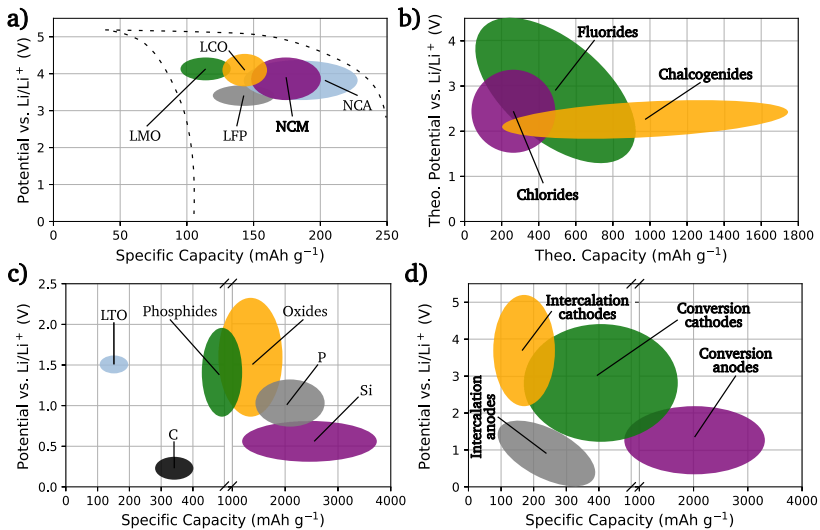 a)
Potential vs. Li/Li⁺ (V)
5
4
3
2
1
0
LCO
LMO
LFP
NCM
NCA
0 50 100 150 200 250
Specific Capacity (mAh g⁻¹)
b)
Theo. Potential vs. Li/Li⁺ (V)
4
3
2
1
0
Fluorides
Chalcogenides
Chlorides
0 200 400 600 800 1000 1200 1400 1600 1800
Theo. Capacity (mAh g⁻¹)
c)
Potential vs. Li/Li⁺ (V)
2.5
2.0
1.5
1.0
0.5
0.0
LTO
Phosphides
Oxides
P
Si
C
0 100 200 300 400 1000 2000 3000 4000
Specific Capacity (mAh g⁻¹)
d)
Potential vs. Li/Li⁺ (V)
5
4
3
2
1
0
Intercalation
cathodes
Conversion
cathodes
Conversion
anodes
Intercalation
anodes
0 100 200 300 400 1000 2000 3000 4000
Specific Capacity (mAh g⁻¹)